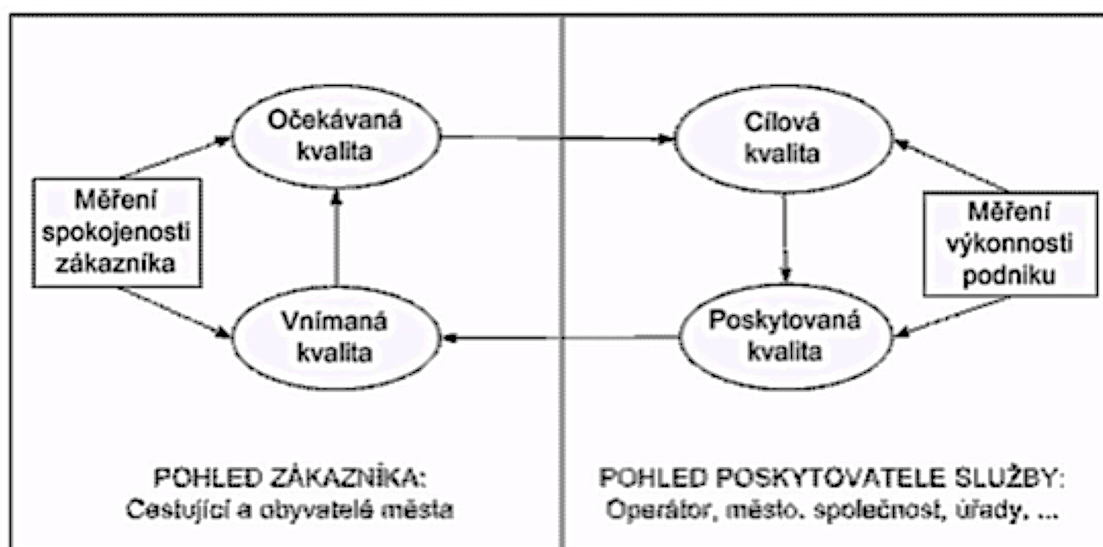 Očekávaná
kvalita
Cílová
kvalita
Měření
spokojenosti
zákazníka
Měření
výkonnosti
podniku
Vnímaná
kvalita
Poskytovaná
kvalita
POHLED ZÁKAZNÍKA:
Cestující a obyvatelé města
POHLED POSKYTOVATELE SLUŽBY:
Operátor, město. společnost, úřady, ...